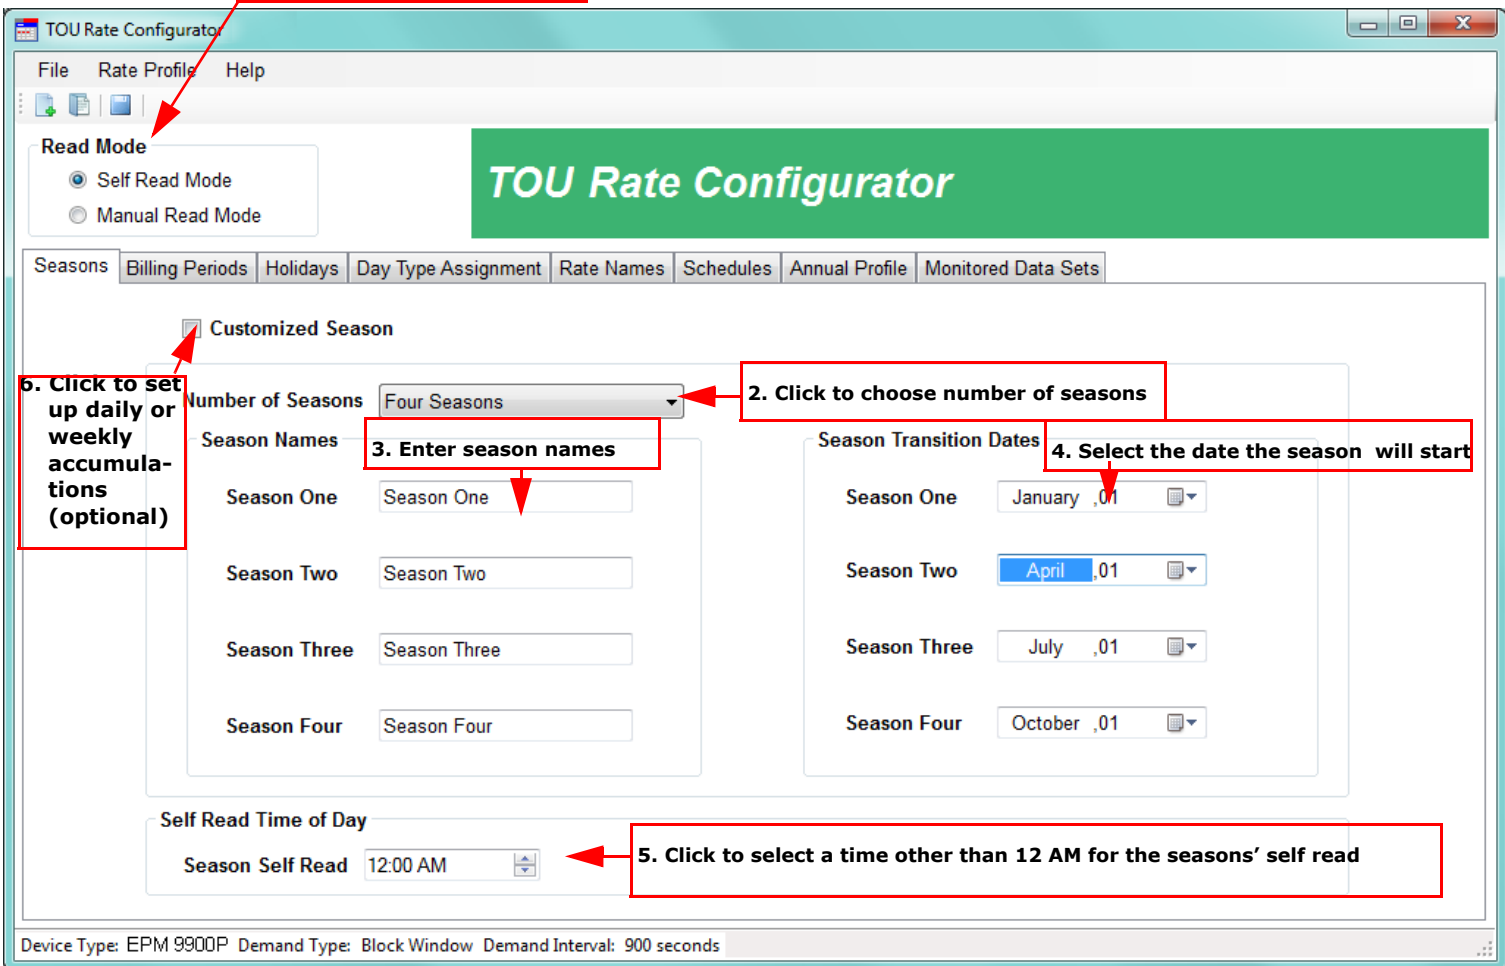 TOU Rate Configurator
File Rate Profile Help
Read Mode
Self Read Mode
Manual Read Mode
TOU Rate Configurator
Seasons Billing Periods Holidays Day Type Assignment Rate Names Schedules Annual Profile Monitored Data Sets
Customized Season
6. Click to set
up daily or
weekly
accumula-
tions
(optional)
Number of Seasons Four Seasons
2. Click to choose number of seasons
Season Names
3. Enter season names
Season One Season One
Season Two Season Two
Season Three Season Three
Season Four Season Four
Season Transition Dates
4. Select the date the season will start
Season One January ,01
Season Two April ,01
Season Three July ,01
Season Four October ,01
Self Read Time of Day
Season Self Read 12:00 AM
5. Click to select a time other than 12 AM for the seasons’ self read
Device Type: EPM 9900P Demand Type: Block Window Demand Interval: 900 seconds